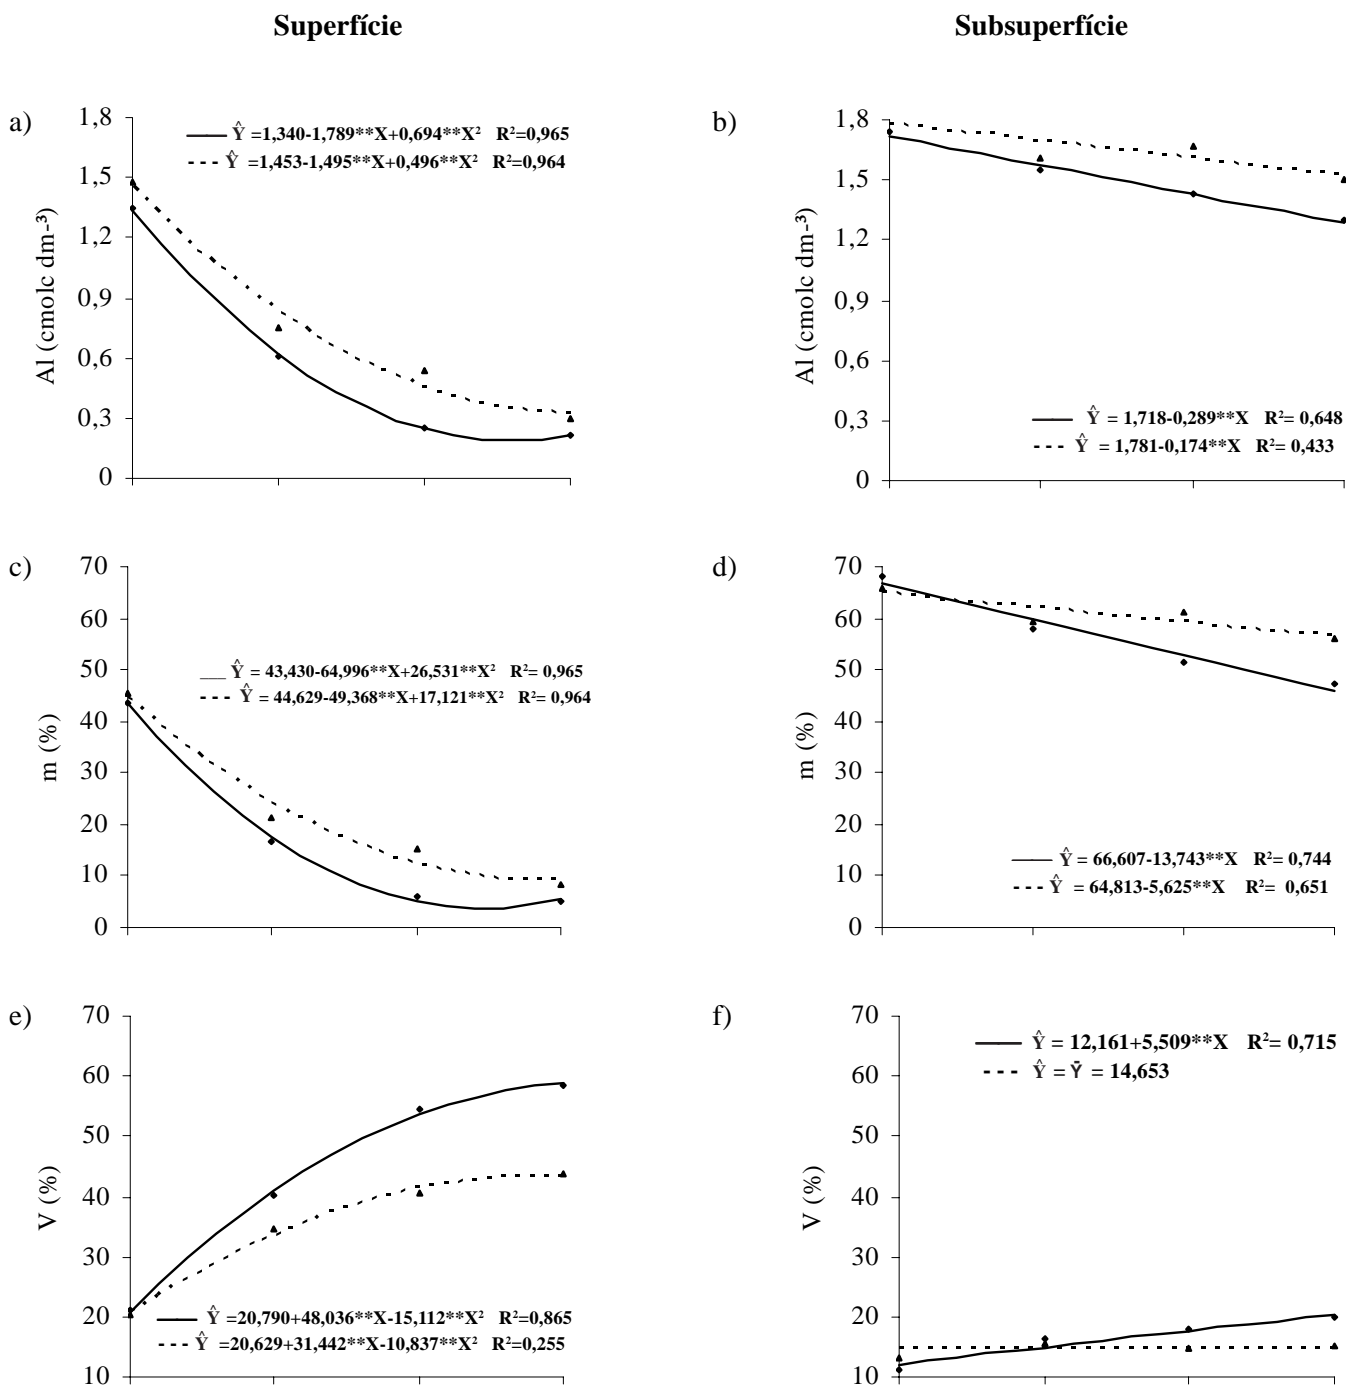 Superfície Subsuperfície
a)
1,8
1,5
1,2
0,9
0,6
0,3
0
Al (cmolc dm-³)
Ŷ =1,340-1,789**X+0,694**X² R²=0,965
Ŷ =1,453-1,495**X+0,496**X² R²=0,964
b)
1,8
1,5
1,2
0,9
0,6
0,3
0
Al (cmolc dm-³)
Ŷ = 1,718-0,289**X R²= 0,648
Ŷ = 1,781-0,174**X R²= 0,433
c)
70
60
50
40
30
20
10
0
m (%)
Ŷ = 43,430-64,996**X+26,531**X² R²= 0,965
Ŷ = 44,629-49,368**X+17,121**X² R²= 0,964
d)
70
60
50
40
30
20
10
0
m (%)
Ŷ = 66,607-13,743**X R²= 0,744
Ŷ = 64,813-5,625**X R²= 0,651
e)
70
60
50
40
30
20
10
V (%)
Ŷ =20,790+48,036**X-15,112**X² R²=0,865
Ŷ =20,629+31,442**X-10,837**X² R²=0,255
f)
70
60
50
40
30
20
10
V (%)
Ŷ = 12,161+5,509**X R²= 0,715
Ŷ = Ȳ = 14,653